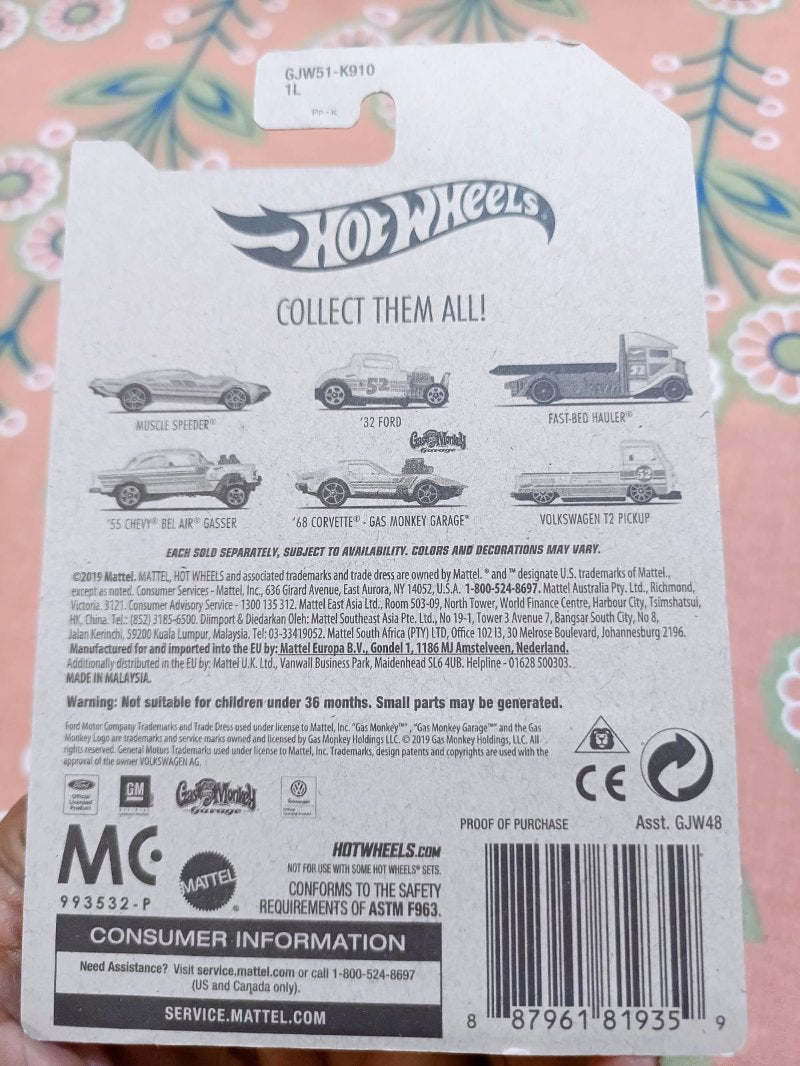 GJW51-K910
1L
PP-K
HOT WHEELS
COLLECT THEM ALL!
MUSCLE SPEEDER®
'32 FORD
FAST-BED HAULER®
Gas Monkey Garage
'55 CHEVY® BEL AIR® GASSER
'68 CORVETTE® - GAS MONKEY GARAGE™
VOLKSWAGEN T2 PICKUP
EACH SOLD SEPARATELY, SUBJECT TO AVAILABILITY. COLORS AND DECORATIONS MAY VARY.
©2019 Mattel. MATTEL, HOT WHEELS and associated trademarks and trade dress are owned by Mattel. ® and ™ designate U.S. trademarks of Mattel.,
except as noted. Consumer Services - Mattel, Inc., 636 Girard Avenue, East Aurora, NY 14052, U.S.A. 1-800-524-8697. Mattel Australia Pty. Ltd., Richmond,
Victoria. 3121. Consumer Advisory Service - 1300 135 312. Mattel East Asia Ltd., Room 503-09, North Tower, World Finance Centre, Harbour City, Tsimshatsui,
HK, China. Tel.: (852) 3185-6500. Diimport & Diedarkan Oleh: Mattel Southeast Asia Pte. Ltd., No 19-1, Tower 3 Avenue 7, Bangsar South City, No 8,
Jalan Kerinchi, 59200 Kuala Lumpur, Malaysia. Tel: 03-33419052. Mattel South Africa (PTY) LTD, Office 102 I3, 30 Melrose Boulevard, Johannesburg 2196.
Manufactured for and imported, into the EU by: Mattel Europa B.V., Gondel 1, 1186 MJ Amstelveen, Nederland.
Additionally distributed in the EU by: Mattel U.K. Ltd., Vanwall Business Park, Maidenhead SL6 4UB. Helpline - 01628 500303.
MADE IN MALAYSIA.
Warning: Not suitable for children under 36 months. Small parts may be generated.
Ford Motor Company Trademarks and Trade Dress used under license to Mattel, Inc. "Gas Monkey™", "Gas Monkey Garage™" and the Gas
Monkey Logo are trademarks and service marks owned and licensed by Gas Monkey Holdings LLC. © 2019 Gas Monkey Holdings, LLC. All
rights reserved. General Motors Trademarks used under license to Mattel, Inc. Trademarks, design patents and copyrights are used with the
approval of the owner VOLKSWAGEN AG.
Ford
Official
Licensed
Product
GM
Gas Monkey Garage
CE
PROOF OF PURCHASE
Asst. GJW48
MC
993532-P
MATTEL®
HOTWHEELS.COM
NOT FOR USE WITH SOME HOT WHEELS® SETS.
CONFORMS TO THE SAFETY
REQUIREMENTS OF ASTM F963.
CONSUMER INFORMATION
Need Assistance? Visit service.mattel.com or call 1-800-524-8697
(US and Canada only).
SERVICE.MATTEL.COM
8 87961 81935 9